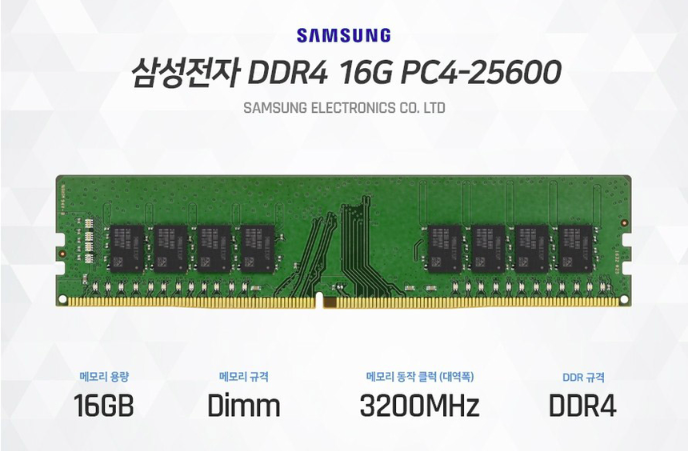 SAMSUNG
삼성전자 DDR4 16G PC4-25600
SAMSUNG ELECTRONICS CO. LTD
메모리 용량
메모리 규격
메모리 동작 클럭 (대역폭)
DDR 규격
16GB
Dimm
3200MHz
DDR4